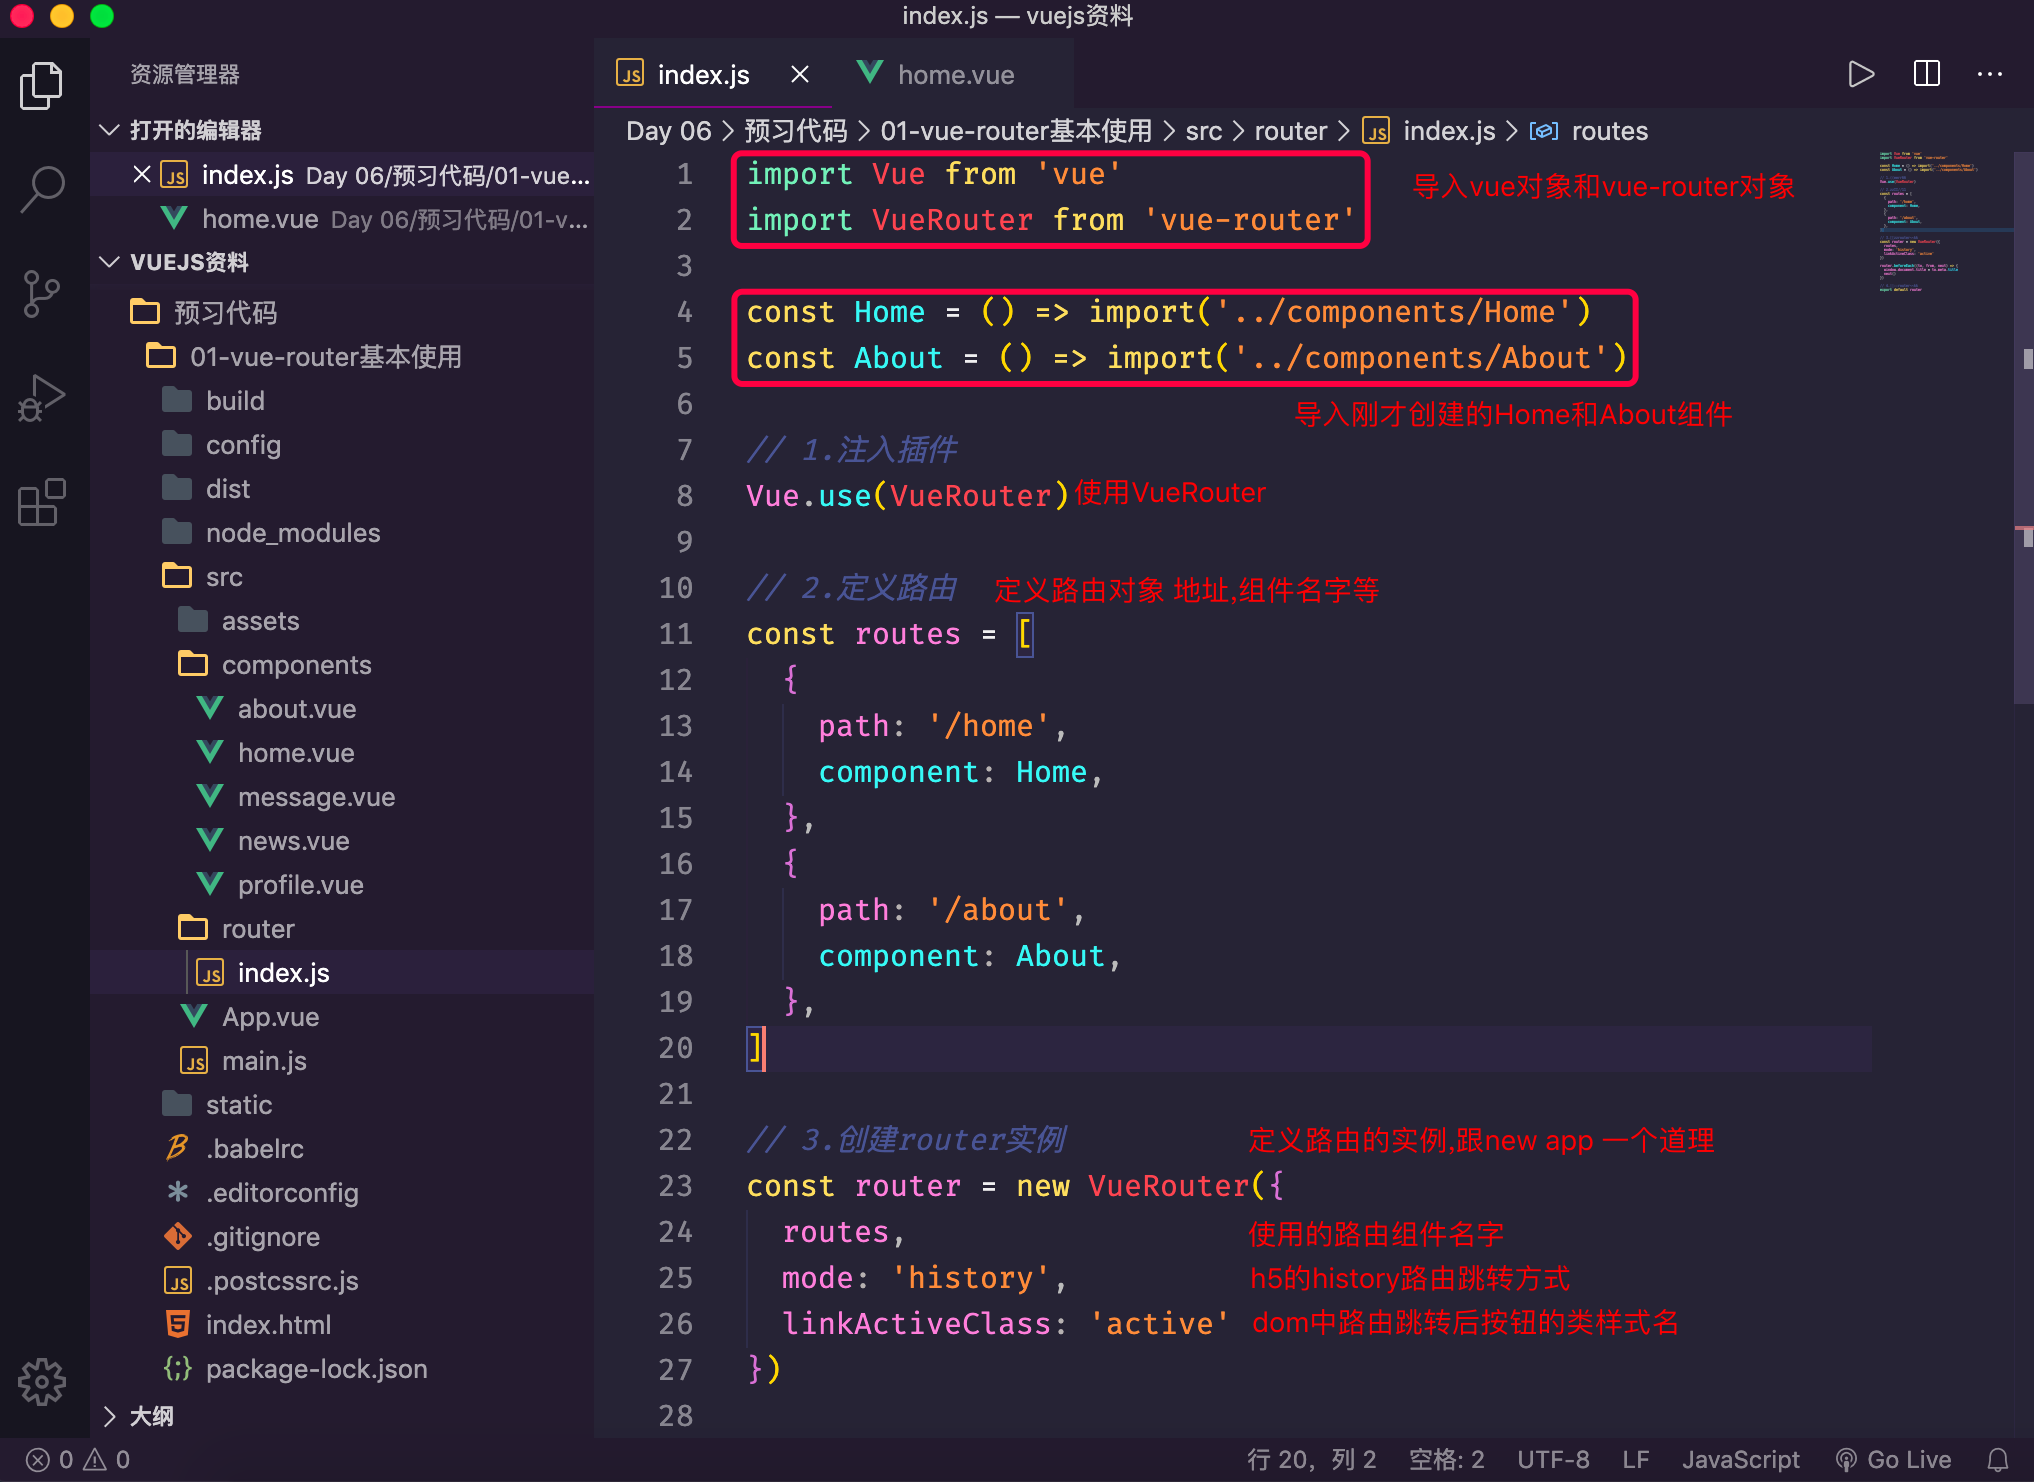 index.js — vuejs资料
资源管理器
打开的编辑器
index.js Day 06/预习代码/01-vue...
home.vue Day 06/预习代码/01-v...
VUEJS资料
预习代码
01-vue-router基本使用
build
config
dist
node_modules
src
assets
components
about.vue
home.vue
message.vue
news.vue
profile.vue
router
index.js
App.vue
main.js
static
.babelrc
.editorconfig
.gitignore
.postcssrc.js
index.html
package-lock.json
大纲
index.js
home.vue
Day 06 > 预习代码 > 01-vue-router基本使用 > src > router > index.js > routes
1 import Vue from 'vue'
导入vue对象和vue-router对象
2 import VueRouter from 'vue-router'
3
4 const Home = () => import('../components/Home')
5 const About = () => import('../components/About')
6
导入刚才创建的Home和About组件
7 // 1.注入插件
8 Vue.use(VueRouter)使用VueRouter
9
10 // 2.定义路由 定义路由对象 地址,组件名字等
11 const routes = [
12 {
13 path: '/home',
14 component: Home,
15 },
16 {
17 path: '/about',
18 component: About,
19 },
20 ]
21
22 // 3.创建router实例 定义路由的实例,跟new app 一个道理
23 const router = new VueRouter({
24 routes, 使用的路由组件名字
25 mode: 'history', h5的history路由跳转方式
26 linkActiveClass: 'active' dom中路由跳转后按钮的类样式名
27 })
28
0 0 行 20，列 2 空格: 2 UTF-8 LF JavaScript Go Live